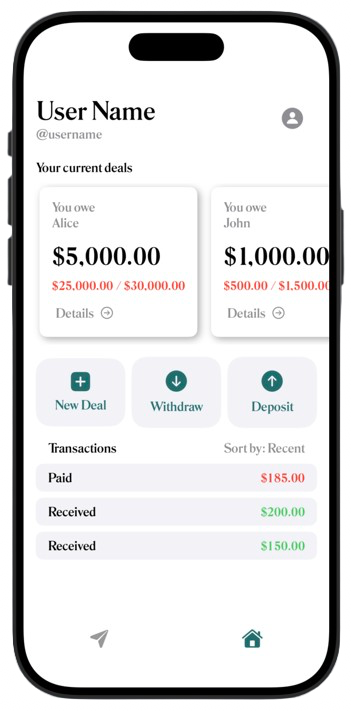 User Name
@username
Your current deals
You owe
Alice
$5,000.00
$25,000.00 / $30,000.00
Details
You owe
John
$1,000.00
$500.00 / $1,500.00
Details
New Deal
Withdraw
Deposit
Transactions
Sort by: Recent
Paid
$185.00
Received
$200.00
Received
$150.00